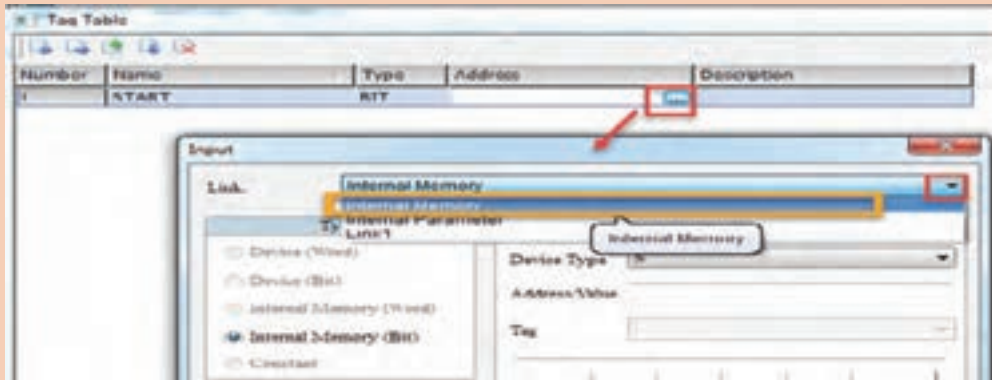 Tag Table
Number Name Type Address Description
1 START BIT
Input
Link Internal Memory
Internal Memory
Internal Parameter
Link1
Internal Memory
Device (Word)
Device (Bit)
Internal Memory (Word)
Internal Memory (Bit)
Constant
Device Type
Address/Value
Tag